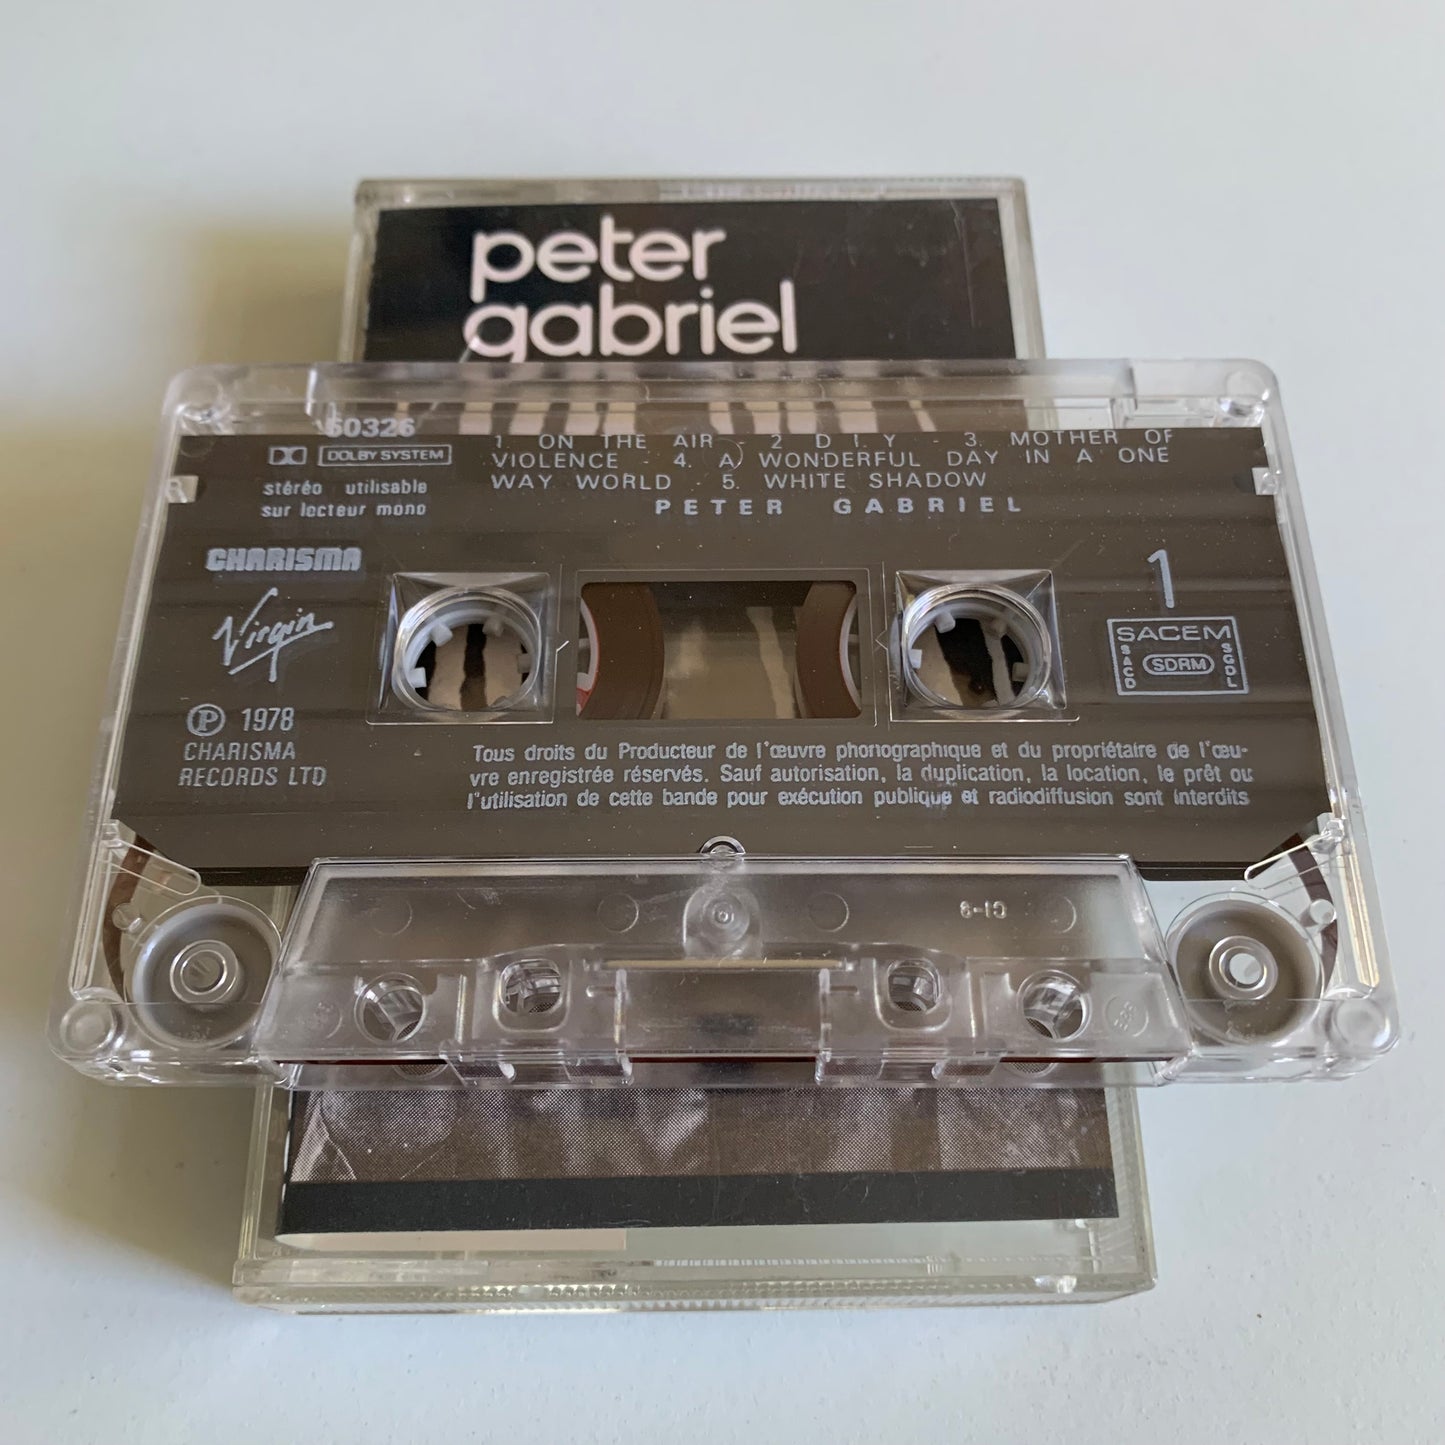 peter
gabriel
60326
DOLBY SYSTEM
stéréo utilisable
sur lecteur mono
1. ON THE AIR - 2 D I.Y - 3. MOTHER OF
VIOLENCE - 4. A WONDERFUL DAY IN A ONE
WAY WORLD - 5. WHITE SHADOW
PETER GABRIEL
CHARISMA
Virgin
℗ 1978
CHARISMA
RECORDS LTD
1
SACEM
SACD
SDRM
SGDL
Tous droits du Producteur de l'œuvre phonographique et du propriétaire de l'œu-
vre enregistrée réservés. Sauf autorisation, la duplication, la location, le prêt ou
l'utilisation de cette bande pour exécution publique et radiodiffusion sont interdits